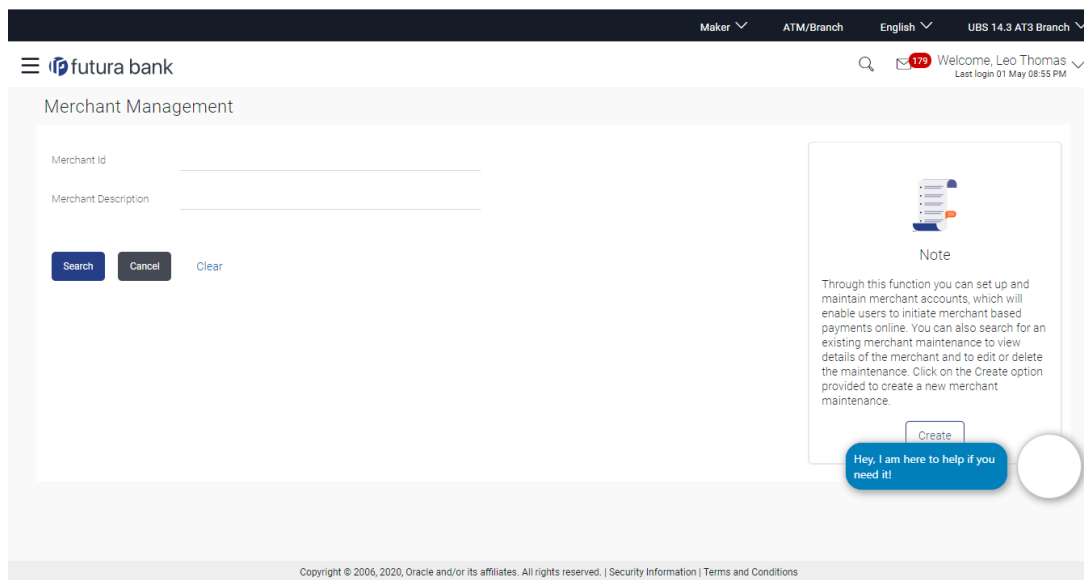 Maker ATM/Branch English UBS 14.3 AT3 Branch
futura bank 179 Welcome, Leo Thomas
Last login 01 May 08:55 PM
Merchant Management
Merchant Id
Merchant Description
Search Cancel Clear
Note
Through this function you can set up and
maintain merchant accounts, which will
enable users to initiate merchant based
payments online. You can also search for an
existing merchant maintenance to view
details of the merchant and to edit or delete
the maintenance. Click on the Create option
provided to create a new merchant
maintenance.
Create
Hey, I am here to help if you
need it!
Copyright © 2006, 2020, Oracle and/or its affiliates. All rights reserved. | Security Information | Terms and Conditions